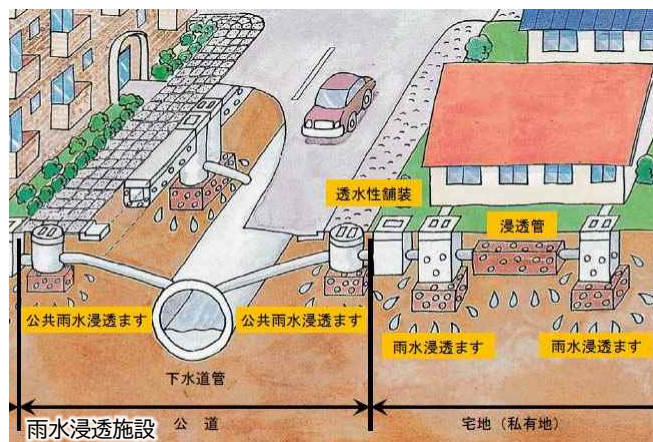 透水性舗装
浸透管
公共雨水浸透ます
公共雨水浸透ます
雨水浸透ます
雨水浸透ます
下水道管
公道
宅地（私有地）
雨水浸透施設